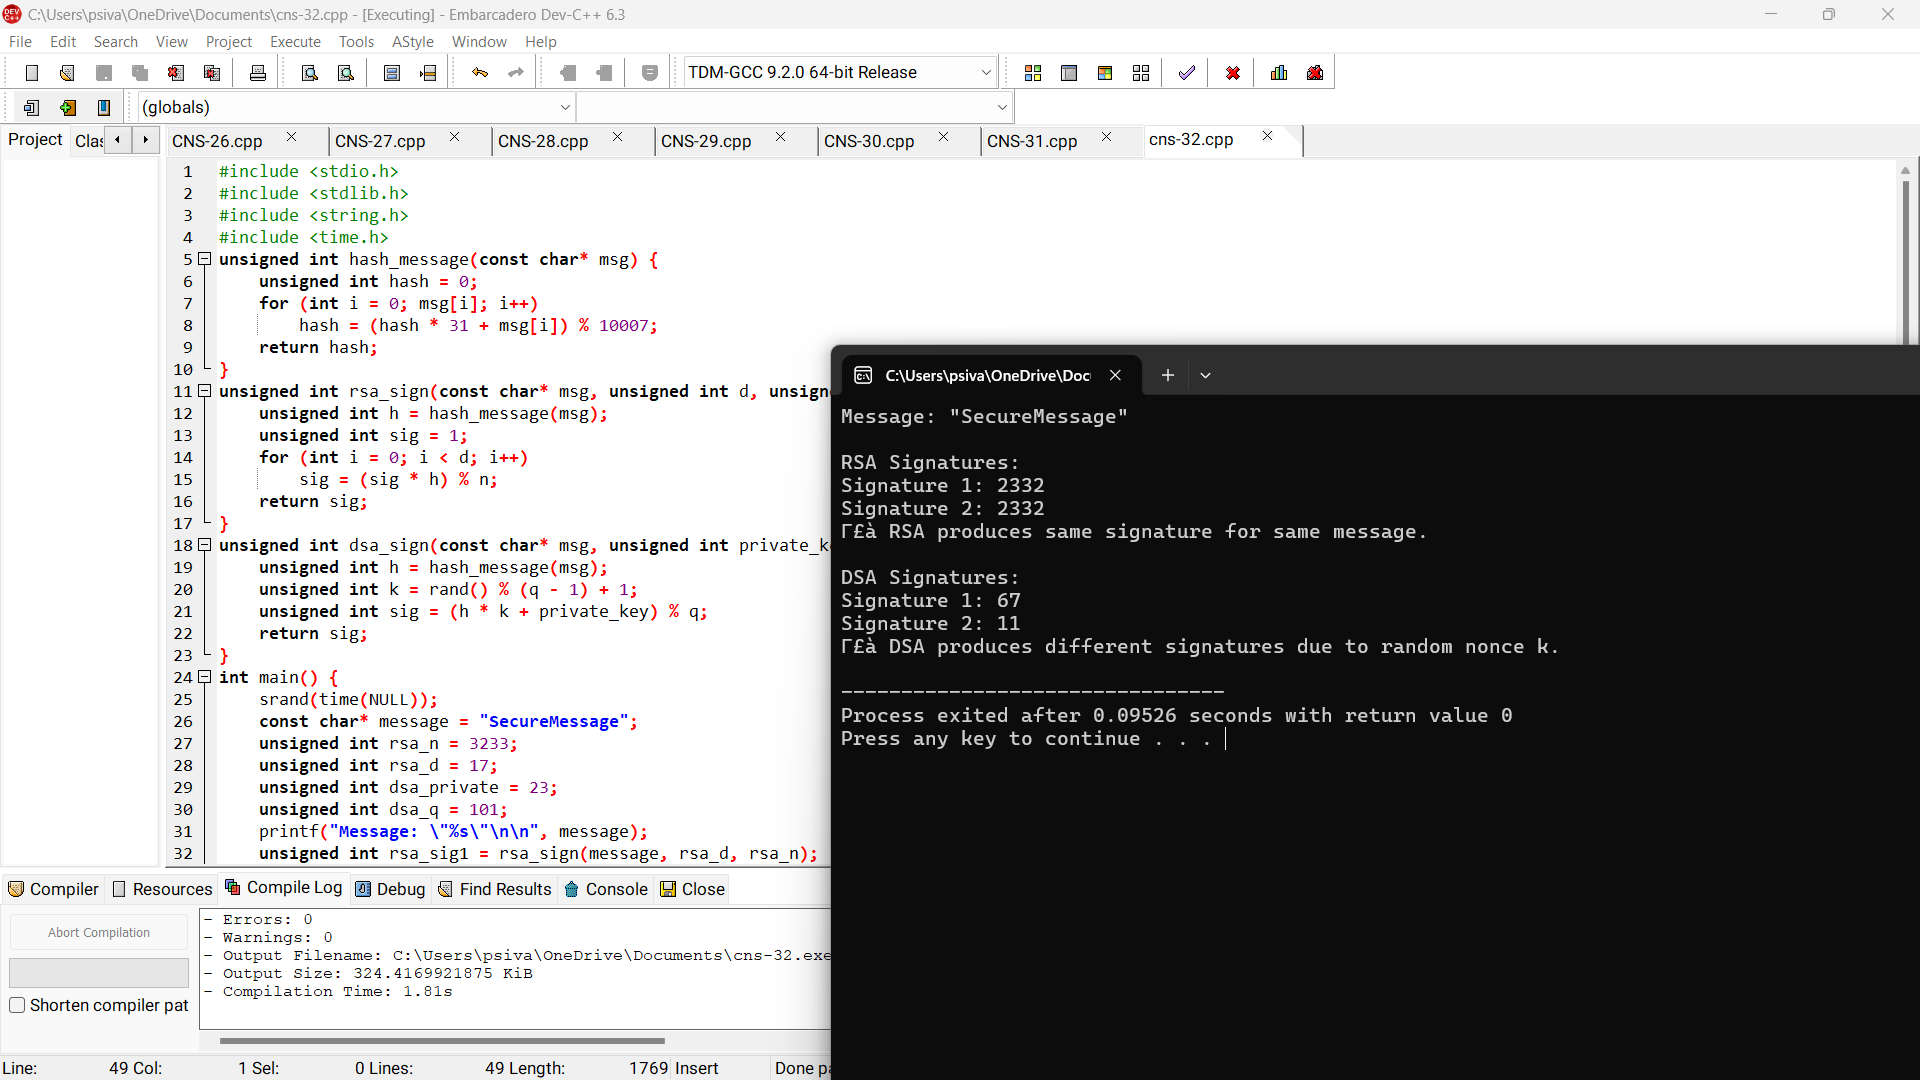 C:\Users\psiva\OneDrive\Documents\cns-32.cpp - [Executing] - Embarcadero Dev-C++ 6.3
File Edit Search View Project Execute Tools AStyle Window Help
TDM-GCC 9.2.0 64-bit Release
(globals)
Project Clas CNS-26.cpp CNS-27.cpp CNS-28.cpp CNS-29.cpp CNS-30.cpp CNS-31.cpp cns-32.cpp
1 #include <stdio.h>
2 #include <stdlib.h>
3 #include <string.h>
4 #include <time.h>
5 unsigned int hash_message(const char* msg) {
6 unsigned int hash = 0;
7 for (int i = 0; msg[i]; i++)
8 hash = (hash * 31 + msg[i]) % 10007;
9 return hash;
10 }
11 unsigned int rsa_sign(const char* msg, unsigned int d, unsign
12 unsigned int h = hash_message(msg);
13 unsigned int sig = 1;
14 for (int i = 0; i < d; i++)
15 sig = (sig * h) % n;
16 return sig;
17 }
18 unsigned int dsa_sign(const char* msg, unsigned int private_k
19 unsigned int h = hash_message(msg);
20 unsigned int k = rand() % (q - 1) + 1;
21 unsigned int sig = (h * k + private_key) % q;
22 return sig;
23 }
24 int main() {
25 srand(time(NULL));
26 const char* message = "SecureMessage";
27 unsigned int rsa_n = 3233;
28 unsigned int rsa_d = 17;
29 unsigned int dsa_private = 23;
30 unsigned int dsa_q = 101;
31 printf("Message: \"%s\"\n\n", message);
32 unsigned int rsa_sig1 = rsa_sign(message, rsa_d, rsa_n);
C:\Users\psiva\OneDrive\Doc
Message: "SecureMessage"
RSA Signatures:
Signature 1: 2332
Signature 2: 2332
Γ£à RSA produces same signature for same message.
DSA Signatures:
Signature 1: 67
Signature 2: 11
Γ£à DSA produces different signatures due to random nonce k.
--------------------------------
Process exited after 0.09526 seconds with return value 0
Press any key to continue . . .
Compiler Resources Compile Log Debug Find Results Console Close
Abort Compilation
Shorten compiler pat
- Errors: 0
- Warnings: 0
- Output Filename: C:\Users\psiva\OneDrive\Documents\cns-32.exe
- Output Size: 324.4169921875 KiB
- Compilation Time: 1.81s
Line: 49 Col: 1 Sel: 0 Lines: 49 Length: 1769 Insert Done pa